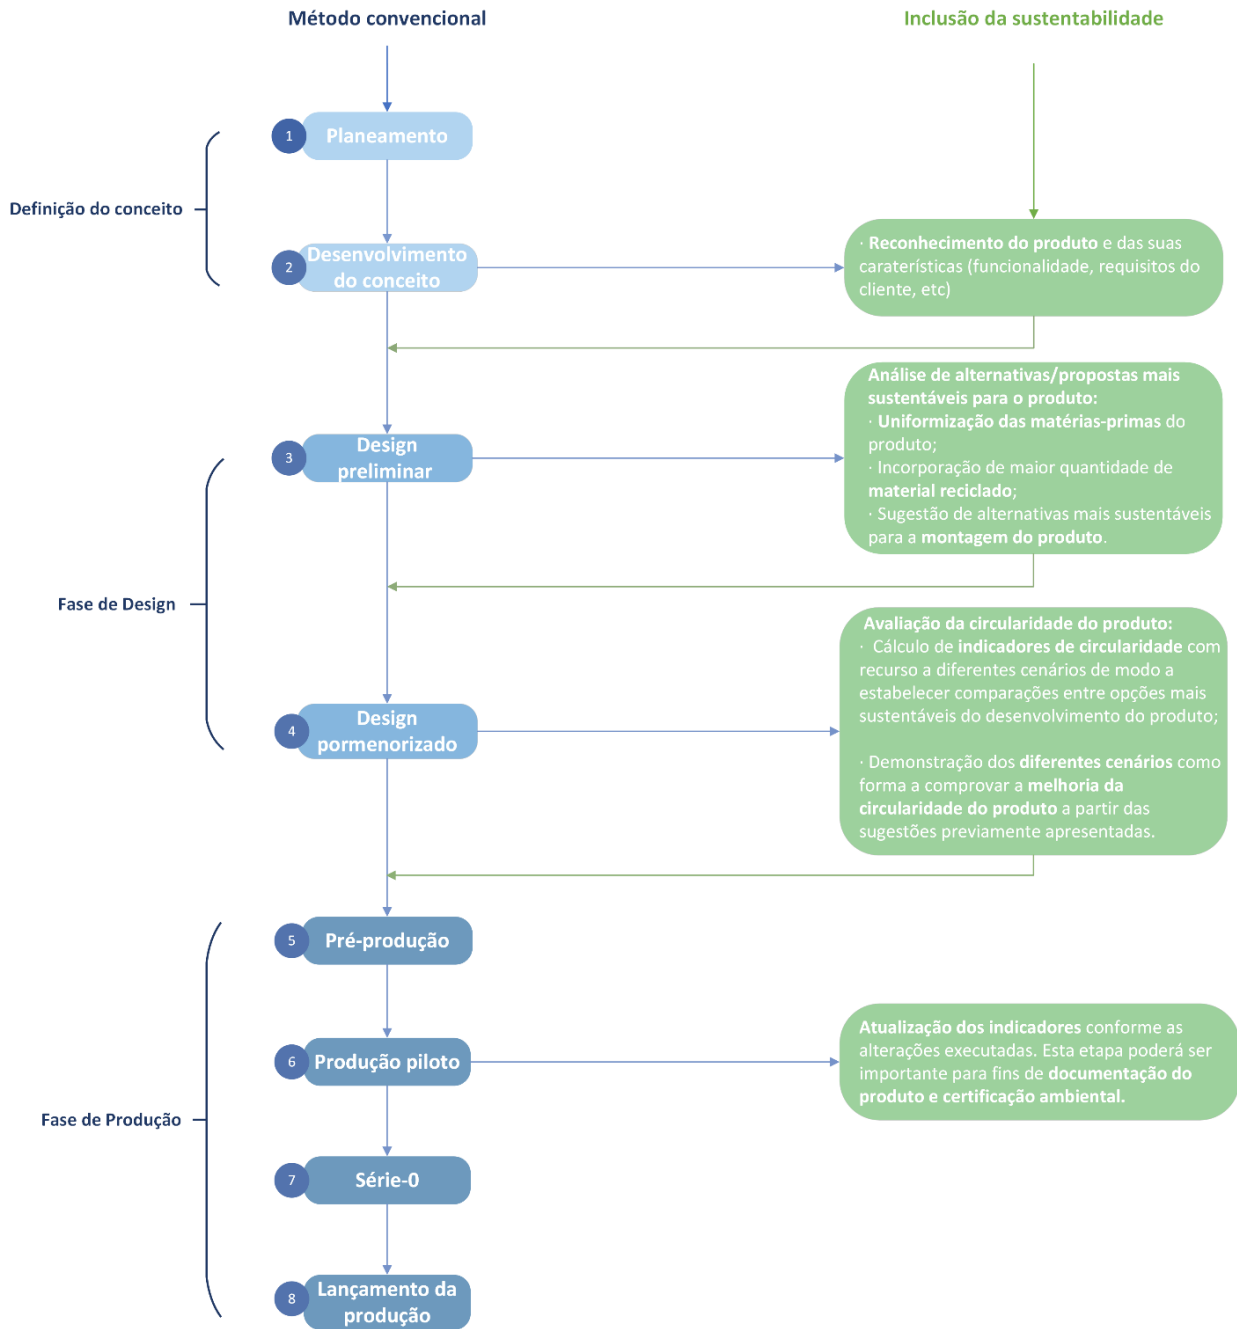 Método convencional
Inclusão da sustentabilidade
1
Planeamento
Definição do conceito
2
Desenvolvimento
do conceito
· Reconhecimento do produto e das suas
caraterísticas (funcionalidade, requisitos do
cliente, etc)
3
Design
preliminar
Análise de alternativas/propostas mais
sustentáveis para o produto:
· Uniformização das matérias-primas do
produto;
· Incorporação de maior quantidade de
material reciclado;
· Sugestão de alternativas mais sustentáveis
para a montagem do produto.
Fase de Design
4
Design
pormenorizado
Avaliação da circularidade do produto:
· Cálculo de indicadores de circularidade com
recurso a diferentes cenários de modo a
estabelecer comparações entre opções mais
sustentáveis do desenvolvimento do produto;
· Demonstração dos diferentes cenários como
forma a comprovar a melhoria da
circularidade do produto a partir das
sugestões previamente apresentadas.
5
Pré-produção
6
Produção piloto
Atualização dos indicadores conforme as
alterações executadas. Esta etapa poderá ser
importante para fins de documentação do
produto e certificação ambiental.
Fase de Produção
7
Série-0
8
Lançamento da
produção